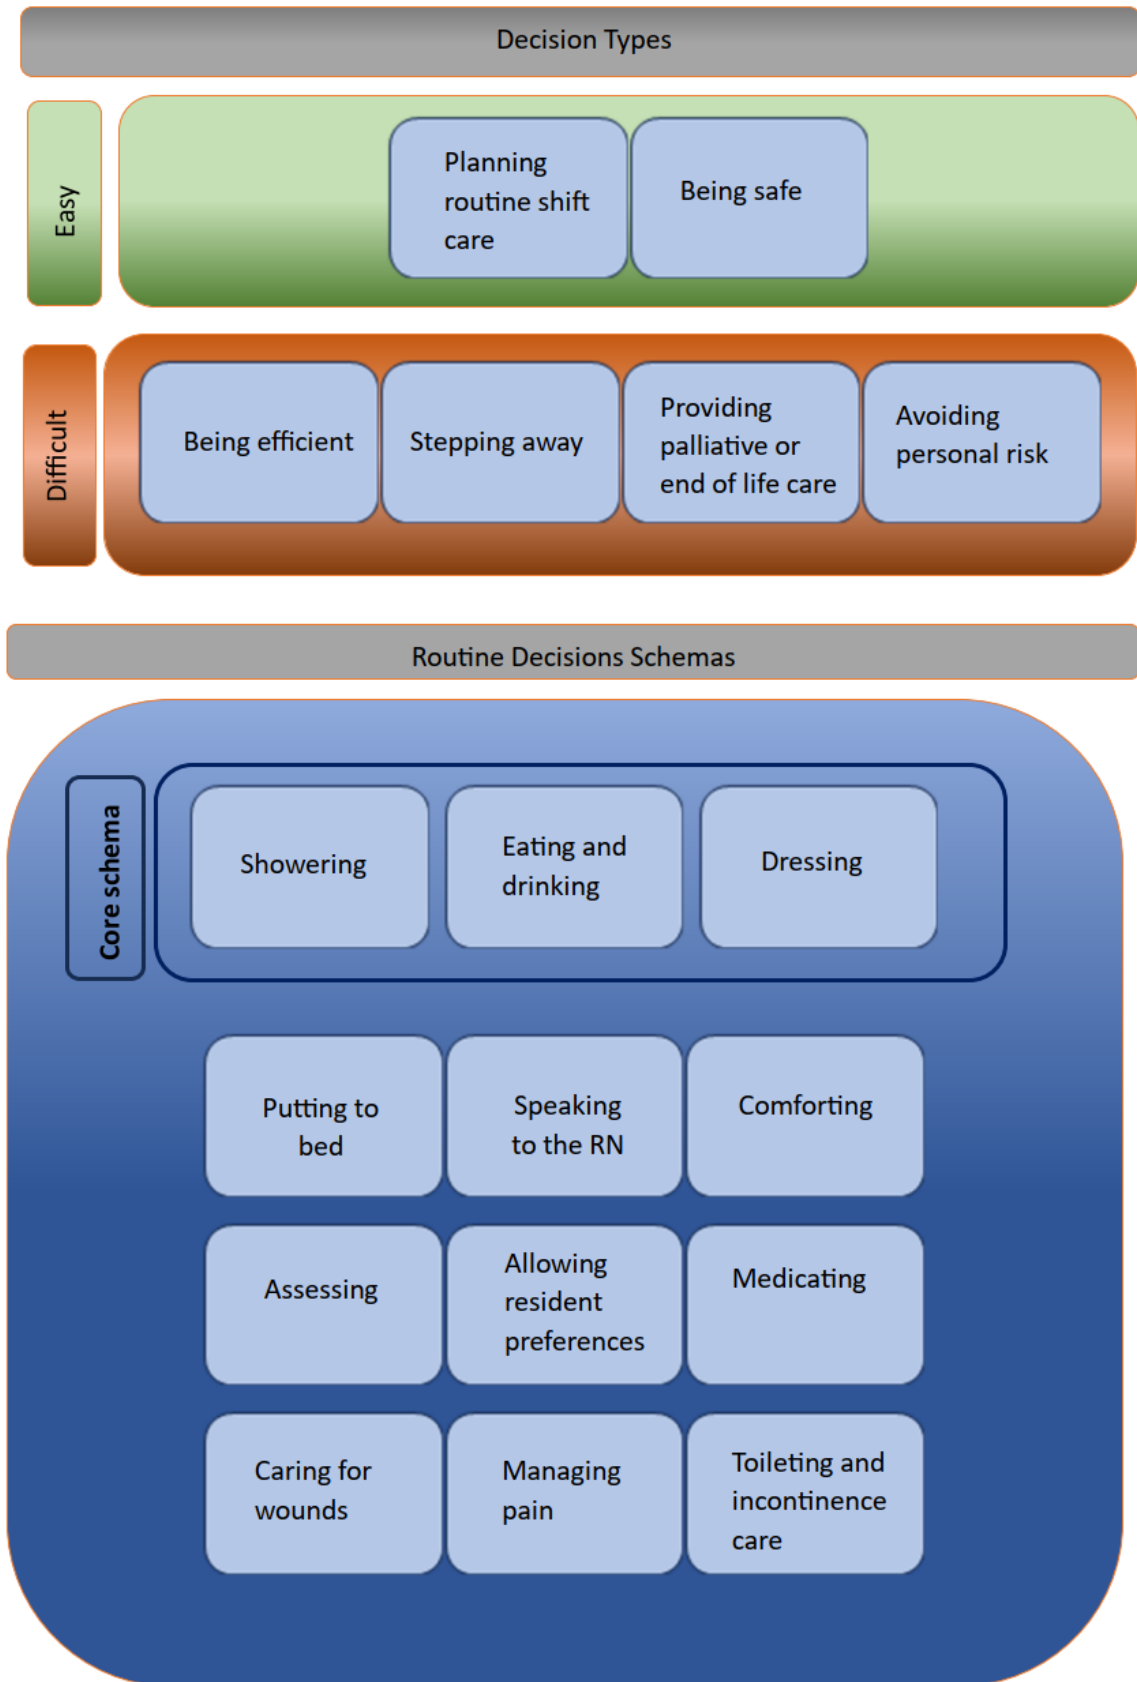 Decision Types
Easy
Planning
routine shift
care
Being safe
Difficult
Being efficient
Stepping away
Providing
palliative or
end of life care
Avoiding
personal risk
Routine Decisions Schemas
Core schema
Showering
Eating and
drinking
Dressing
Putting to
bed
Speaking
to the RN
Comforting
Assessing
Allowing
resident
preferences
Medicating
Caring for
wounds
Managing
pain
Toileting and
incontinence
care